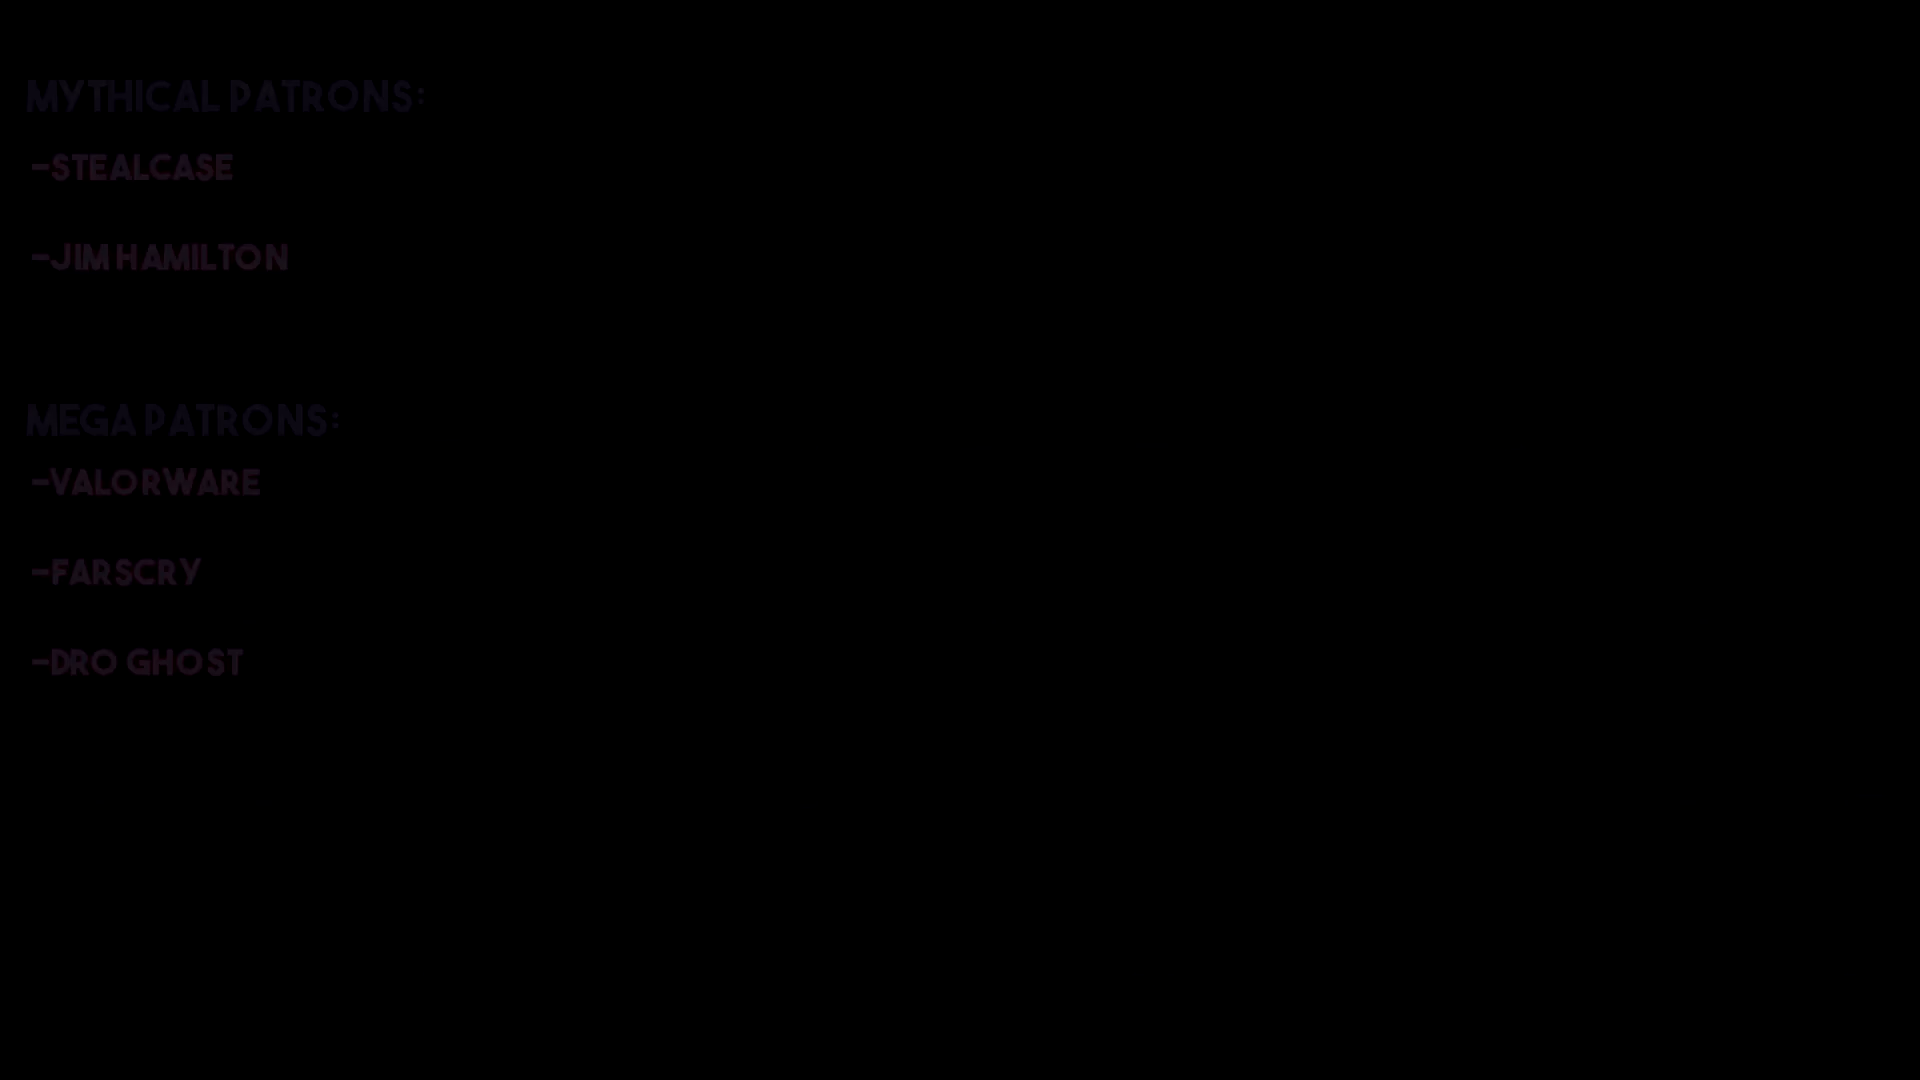 MYTHICAL PATRONS:
-STEALCASE
-JIM HAMILTON
MEGA PATRONS:
-VALORWARE
-FARSCRY
-DRO GHOST